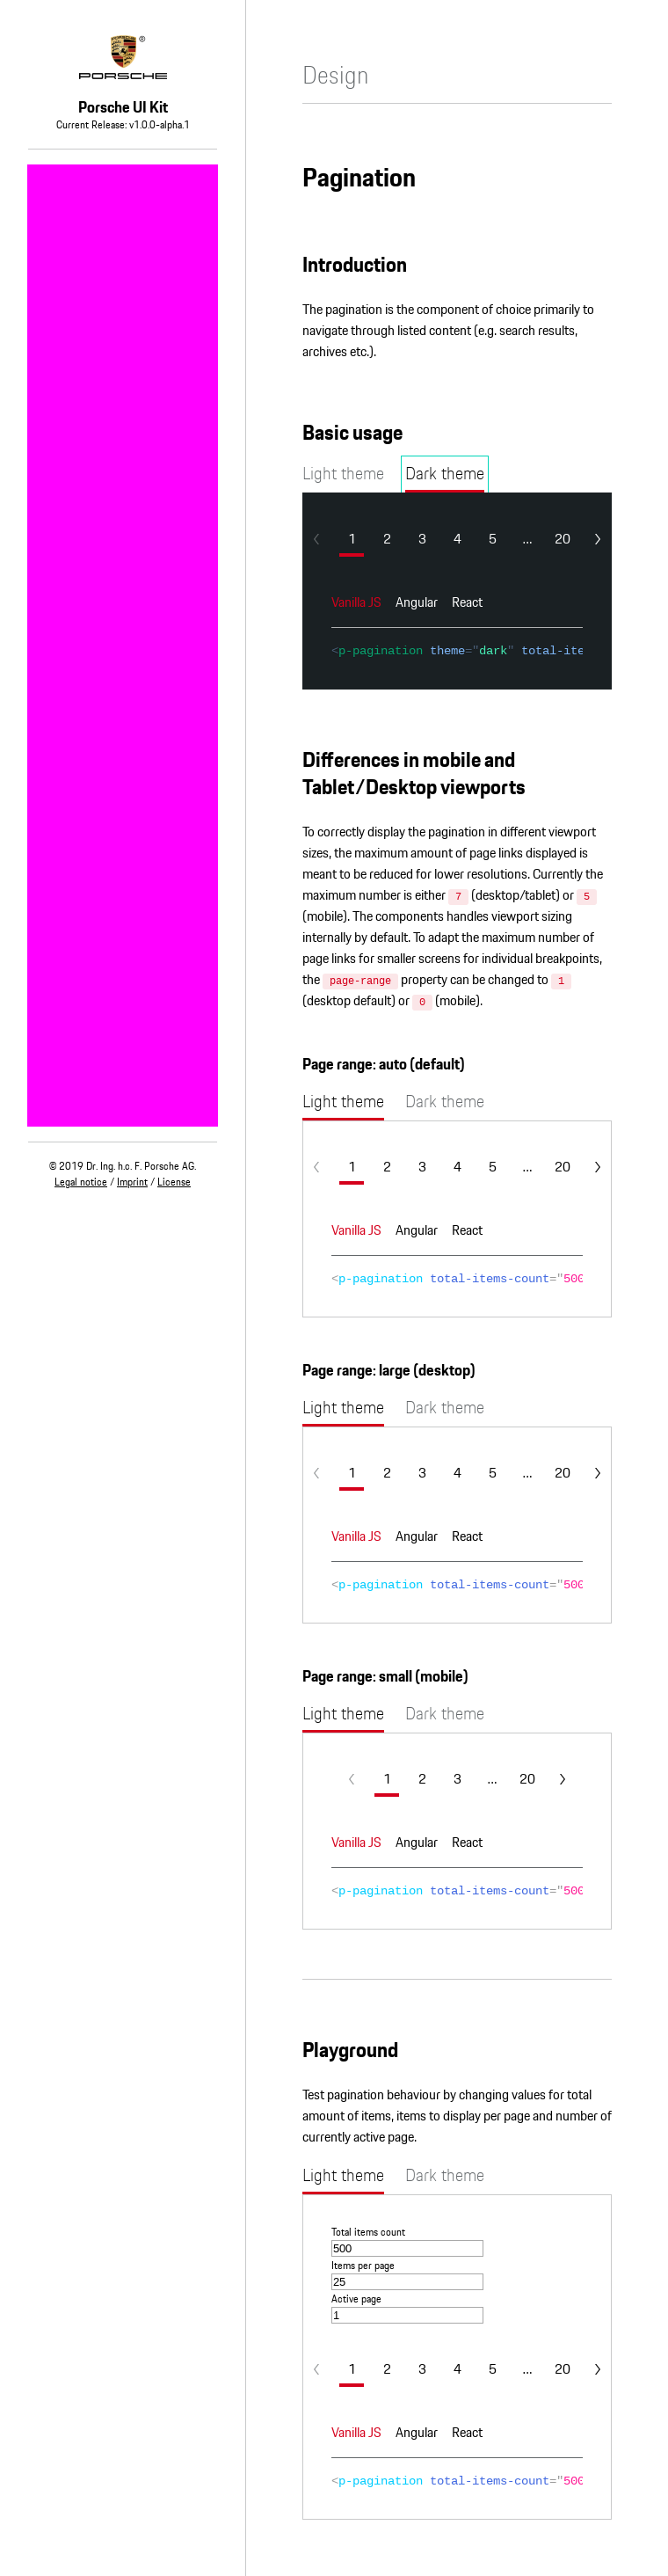 PORSCHE
Porsche UI Kit
Current Release: v1.0.0-alpha.1
© 2019 Dr. Ing. h.c. F. Porsche AG.
Legal notice / Imprint / License
Design
Pagination
Introduction
The pagination is the component of choice primarily to
navigate through listed content (e.g. search results,
archives etc.).
Basic usage
Light theme Dark theme
1 2 3 4 5 ... 20
Vanilla JS Angular React
<p-pagination theme="dark" total-ite
Differences in mobile and
Tablet/Desktop viewports
To correctly display the pagination in different viewport
sizes, the maximum amount of page links displayed is
meant to be reduced for lower resolutions. Currently the
maximum number is either 7 (desktop/tablet) or 5
(mobile). The components handles viewport sizing
internally by default. To adapt the maximum number of
page links for smaller screens for individual breakpoints,
the page-range property can be changed to 1
(desktop default) or 0 (mobile).
Page range: auto (default)
Light theme Dark theme
1 2 3 4 5 ... 20
Vanilla JS Angular React
<p-pagination total-items-count="500
Page range: large (desktop)
Light theme Dark theme
1 2 3 4 5 ... 20
Vanilla JS Angular React
<p-pagination total-items-count="500
Page range: small (mobile)
Light theme Dark theme
1 2 3 ... 20
Vanilla JS Angular React
<p-pagination total-items-count="500
Playground
Test pagination behaviour by changing values for total
amount of items, items to display per page and number of
currently active page.
Light theme Dark theme
Total items count
500
Items per page
25
Active page
1
1 2 3 4 5 ... 20
Vanilla JS Angular React
<p-pagination total-items-count="500